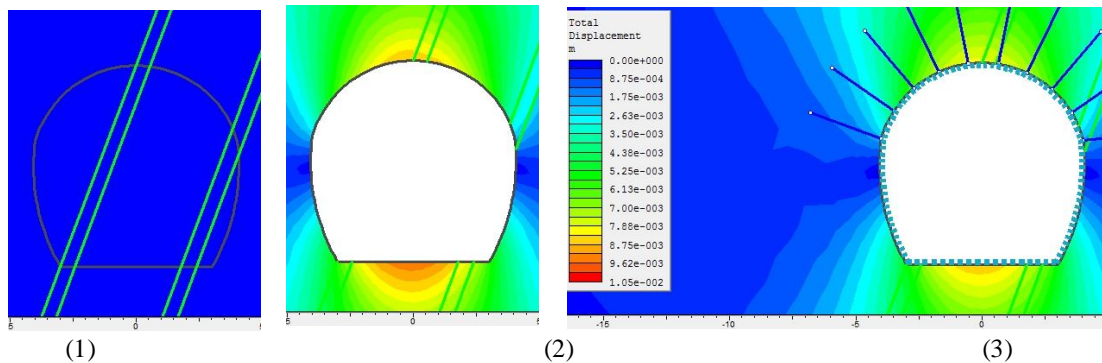 Total
Displacement
m
0.00e+000
8.75e-004
1.75e-003
2.63e-003
3.50e-003
4.38e-003
5.25e-003
6.13e-003
7.00e-003
7.88e-003
8.75e-003
9.62e-003
1.05e-002
5 0 5
5 0 5
-15 -10 -5 0
(1) (2) (3)